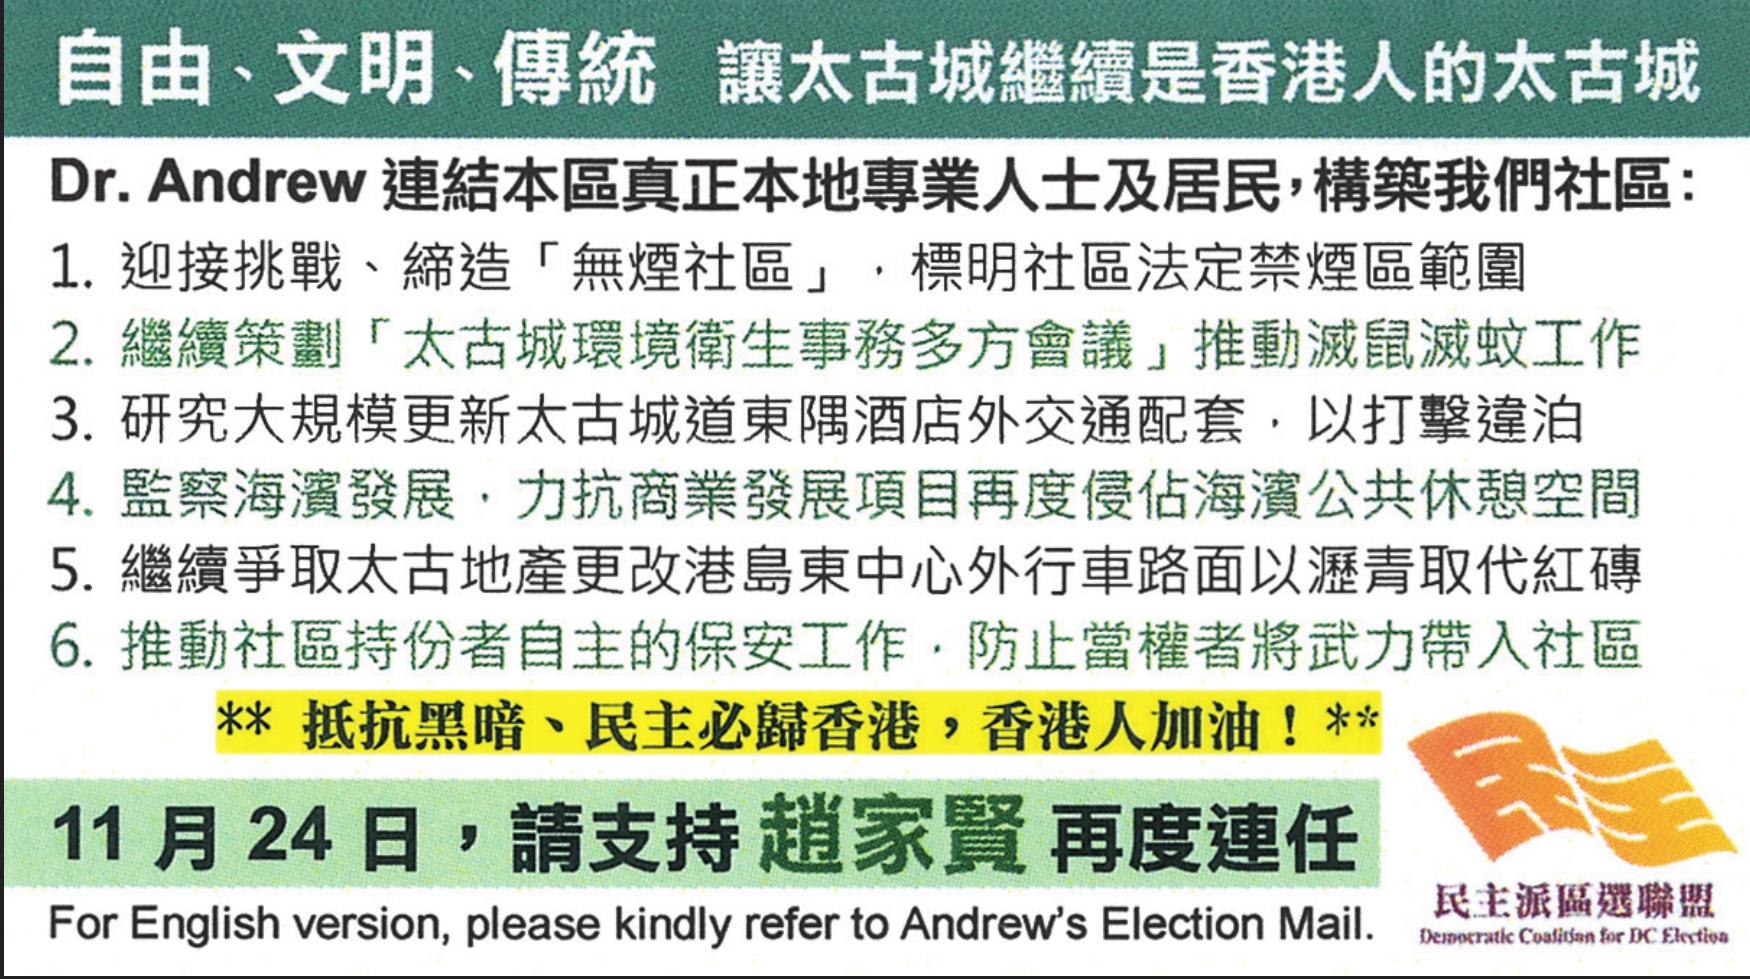 自由、文明、傳統 讓太古城繼續是香港人的太古城
Dr. Andrew 連結本區真正本地專業人士及居民，構築我們社區：
1. 迎接挑戰、締造「無煙社區」，標明社區法定禁煙區範圍
2. 繼續策劃「太古城環境衛生事務多方會議」推動滅鼠滅蚊工作
3. 研究大規模更新太古城道東隅酒店外交通配套，以打擊違泊
4. 監察海濱發展，力抗商業發展項目再度侵佔海濱公共休憩空間
5. 繼續爭取太古地產更改港島東中心外行車路面以瀝青取代紅磚
6. 推動社區持份者自主的保安工作，防止當權者將武力帶入社區
** 抵抗黑暗、民主必歸香港，香港人加油！**
11 月 24 日，請支持 趙家賢 再度連任
For English version, please kindly refer to Andrew's Election Mail.
民主
民主派區選聯盟
Democratic Coalition for DC Election